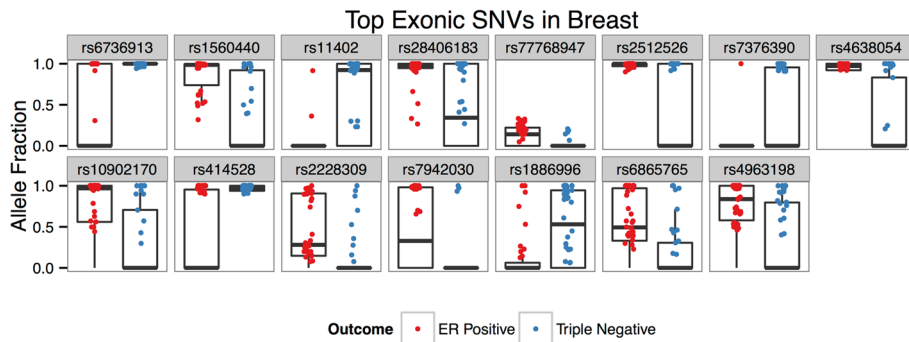 Top Exonic SNVs in Breast
rs6736913 rs1560440 rs11402 rs28406183 rs77768947 rs2512526 rs7376390 rs4638054
1.0
0.5
0.0
rs10902170 rs414528 rs2228309 rs7942030 rs1886996 rs6865765 rs4963198
1.0
0.5
0.0
Allele Fraction
Outcome ER Positive Triple Negative